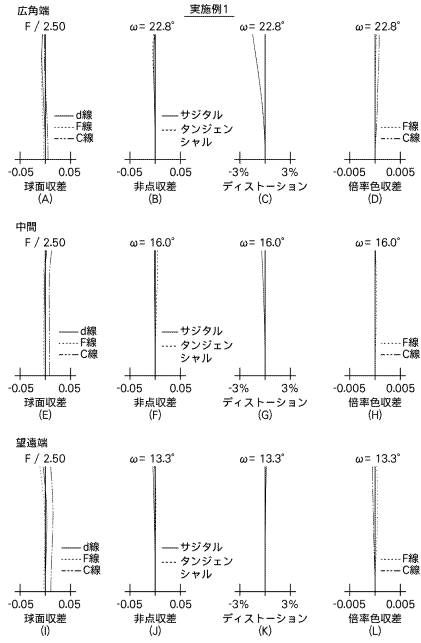 実施例1
広角端
F / 2.50
ω= 22.8°
ω= 22.8°
ω= 22.8°
d線
F線
C線
サジタル
タンジェン
シャル
F線
C線
-0.05 0.05
-0.05 0.05
-3% 3%
-0.005 0.005
球面収差
非点収差
ディストーション
倍率色収差
(A)
(B)
(C)
(D)
中間
F / 2.50
ω= 16.0°
ω= 16.0°
ω= 16.0°
d線
F線
C線
サジタル
タンジェン
シャル
F線
C線
-0.05 0.05
-0.05 0.05
-3% 3%
-0.005 0.005
球面収差
非点収差
ディストーション
倍率色収差
(E)
(F)
(G)
(H)
望遠端
F / 2.50
ω= 13.3°
ω= 13.3°
ω= 13.3°
d線
F線
C線
サジタル
タンジェン
シャル
F線
C線
-0.05 0.05
-0.05 0.05
-3% 3%
-0.005 0.005
球面収差
非点収差
ディストーション
倍率色収差
(I)
(J)
(K)
(L)